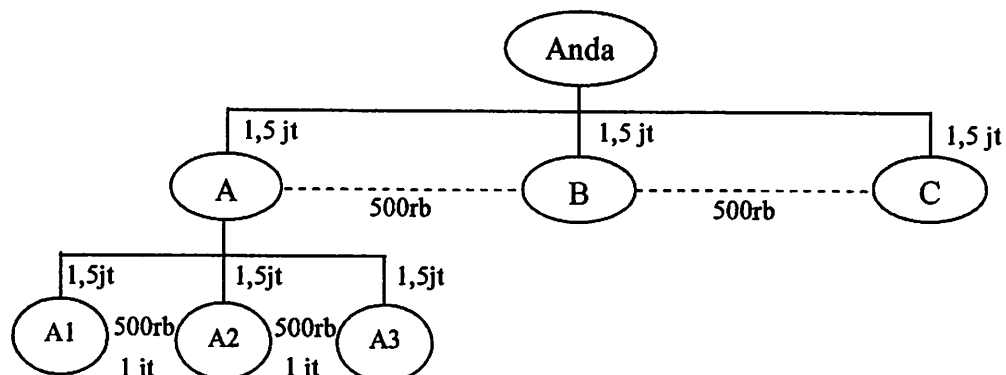 Anda
1,5 jt 1,5 jt 1,5 jt
A B C
500rb 500rb
1,5jt 1,5jt 1,5jt
A1 500rb A2 500rb A3
1 jt 1 jt